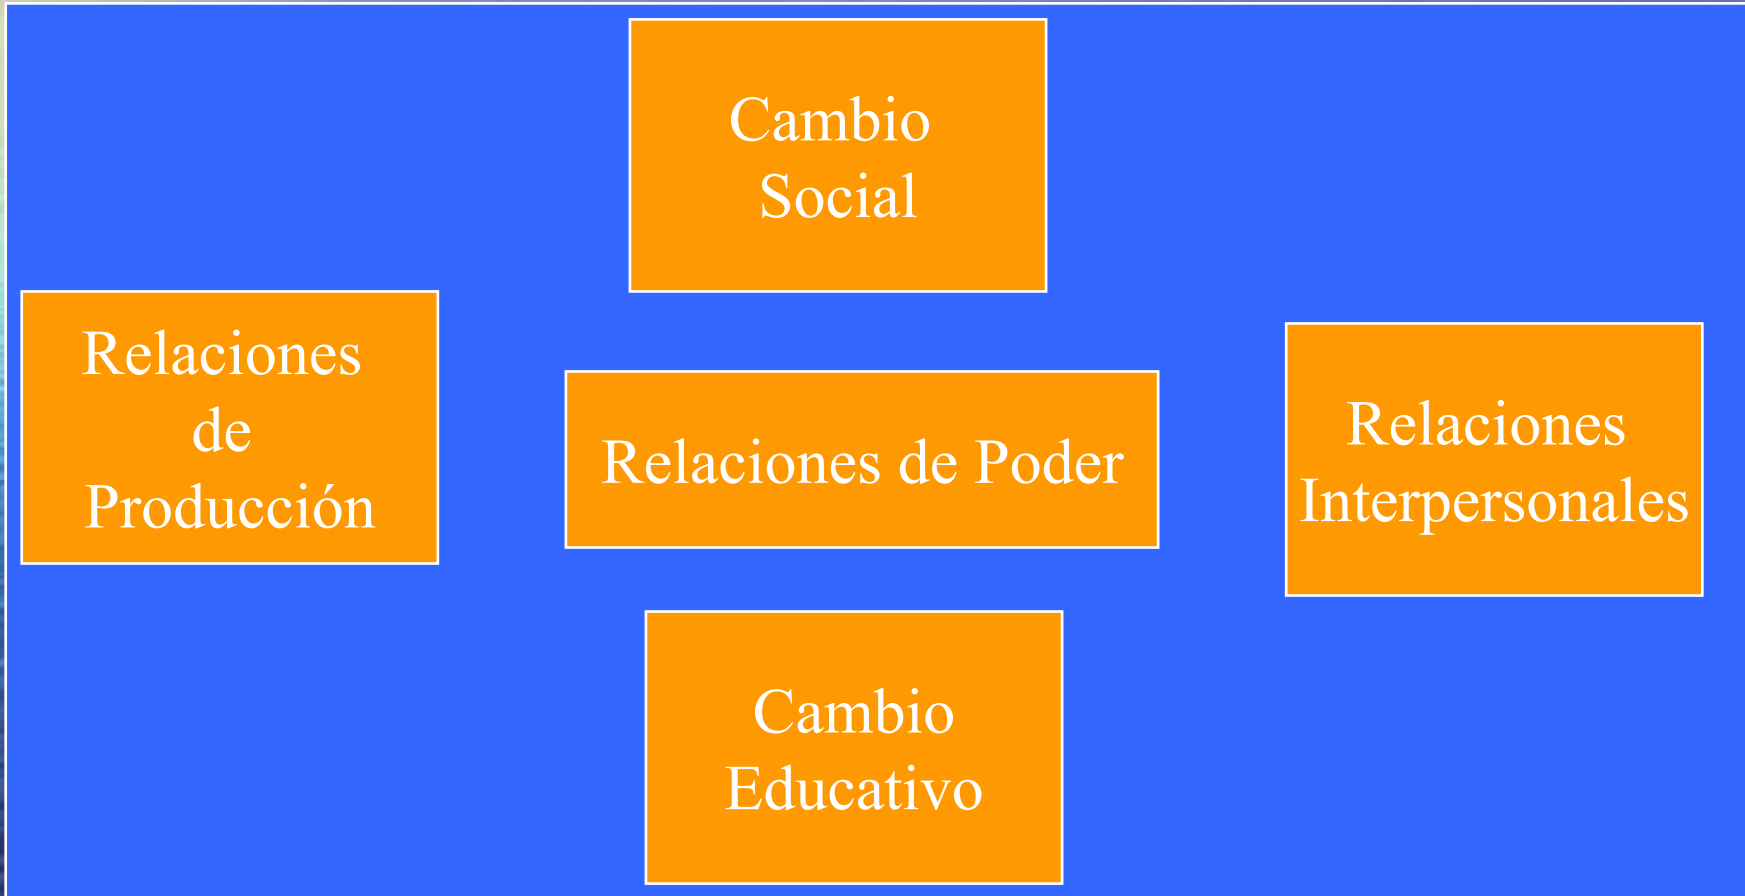 Cambio
Social
Relaciones
de
Producción
Relaciones de Poder
Relaciones
Interpersonales
Cambio
Educativo